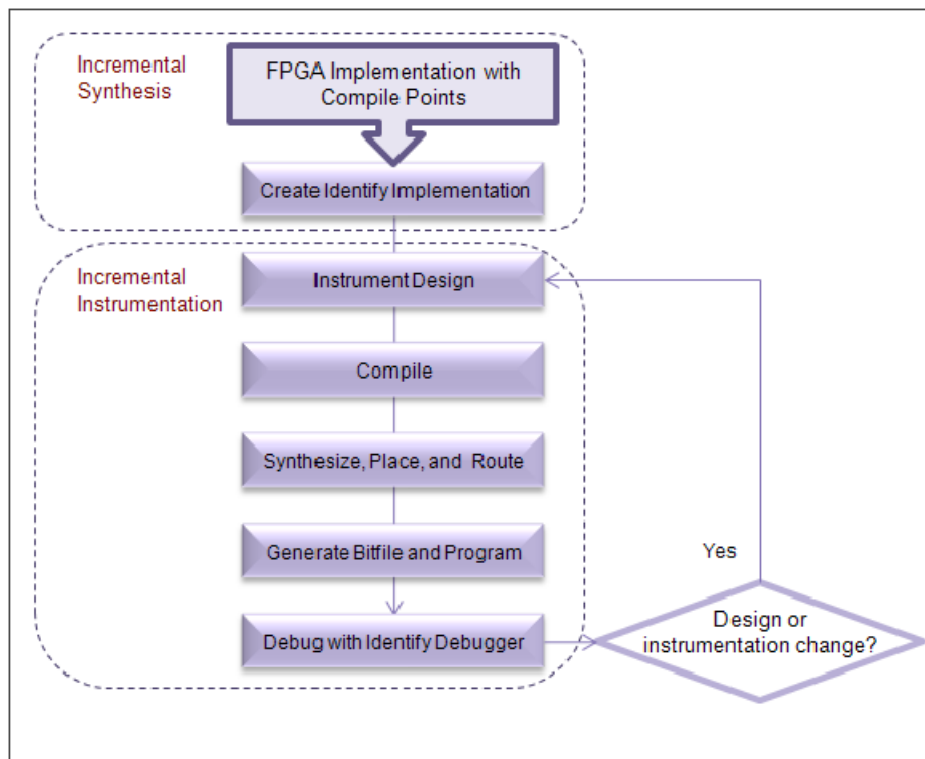 Incremental
Synthesis
FPGA Implementation with
Compile Points
Create Identify Implementation
Incremental
Instrumentation
Instrument Design
Compile
Synthesize, Place, and Route
Generate Bitfile and Program
Debug with Identify Debugger
Yes
Design or
instrumentation change?